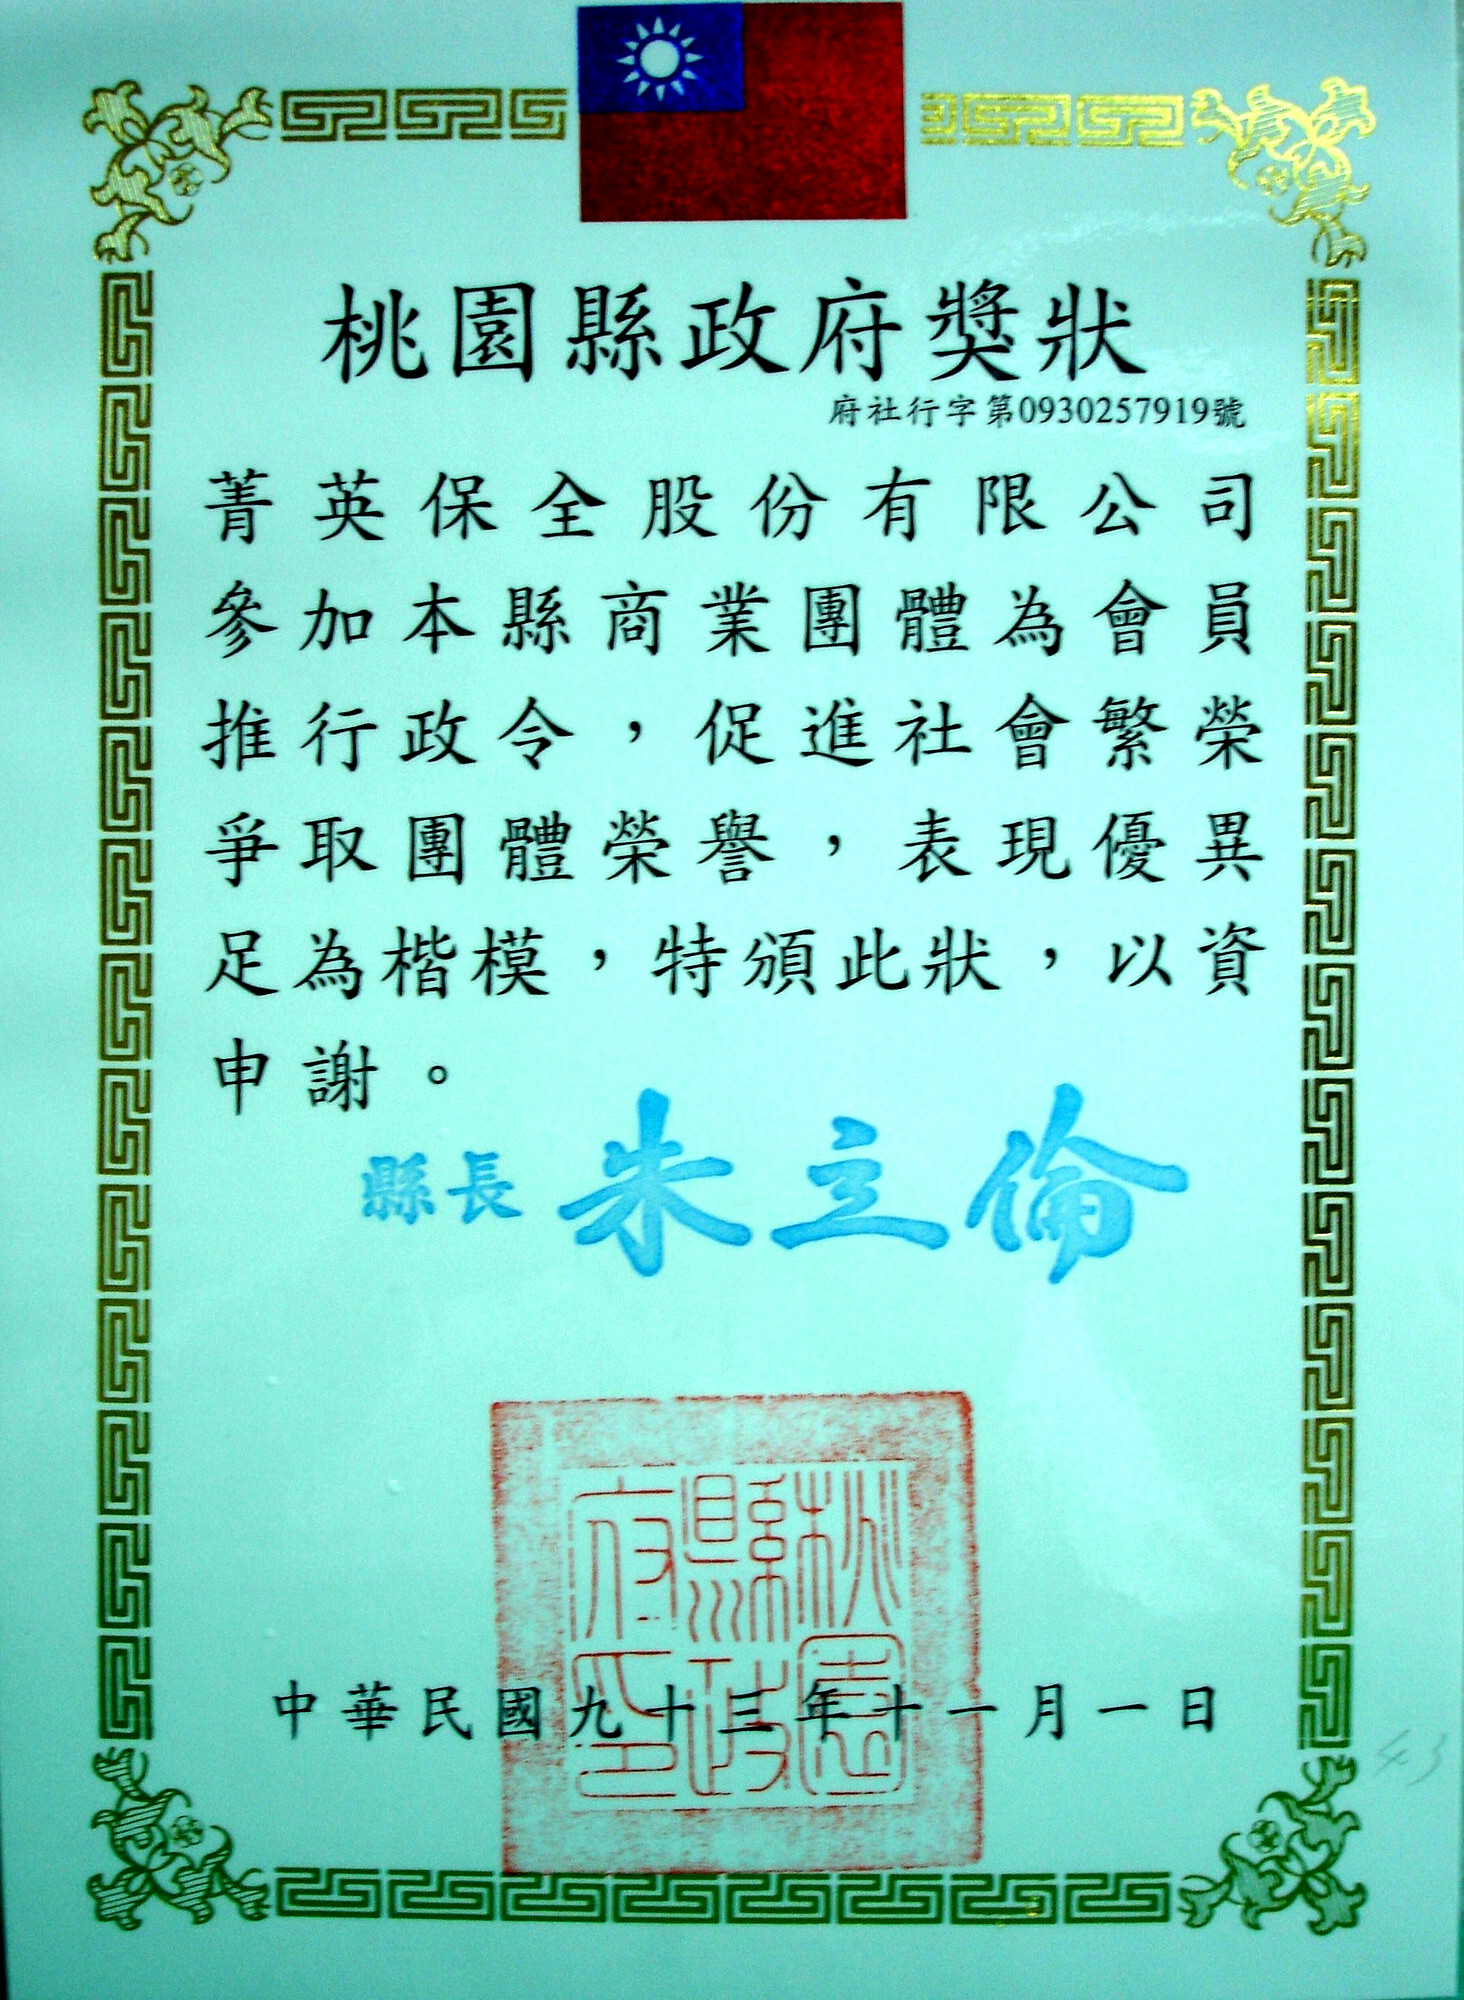 桃園縣政府獎狀
府社行字第0930257919號
菁英保全股份有限公司
參加本縣商業團體為會員
推行政令，促進社會繁榮
爭取團體榮譽，表現優異
足為楷模，特頒此狀，以資
申謝。
縣長 朱立倫
桃園縣政府印
中華民國九十三年十一月一日
43